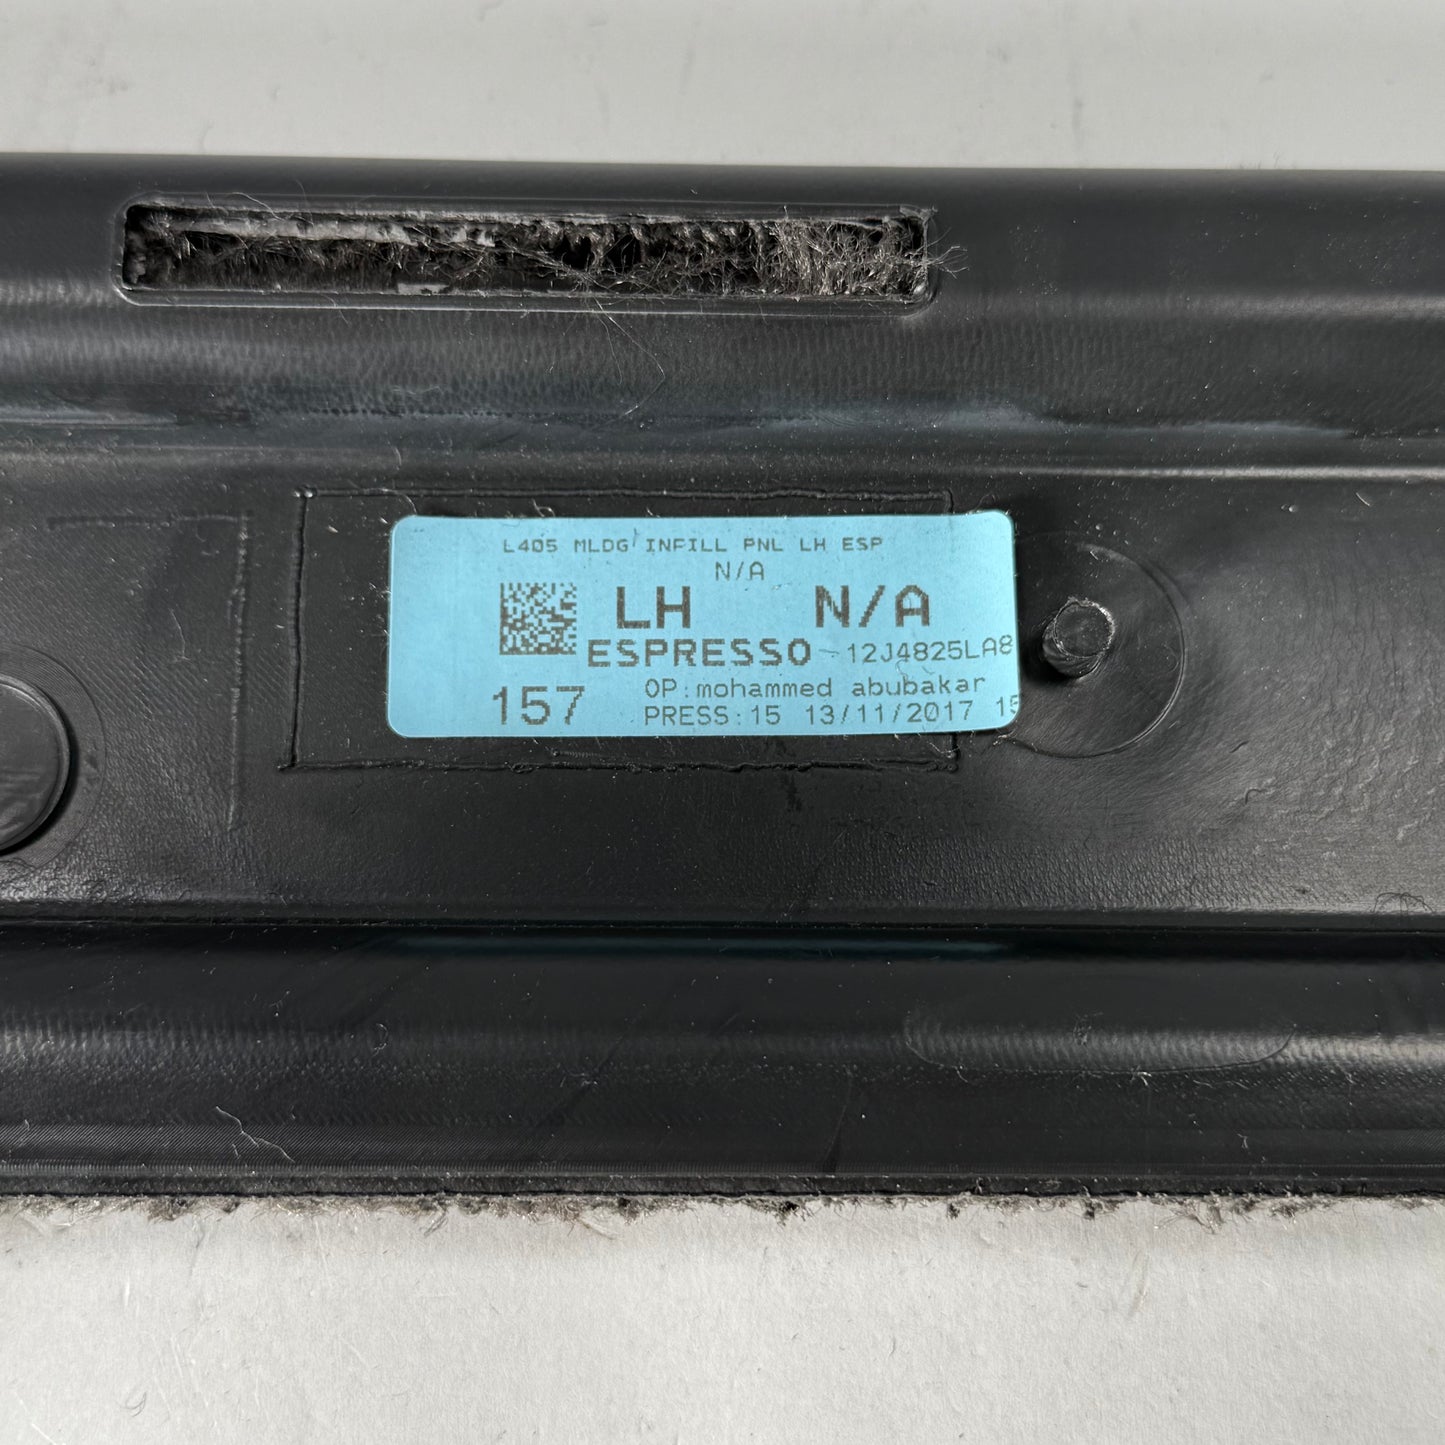 L405 MLDG INFILL PNL LH ESP
N/A
LH N/A
ESPRESSO 12J4825LA8
157 OP:mohammed abubakar
PRESS:15 13/11/2017 15